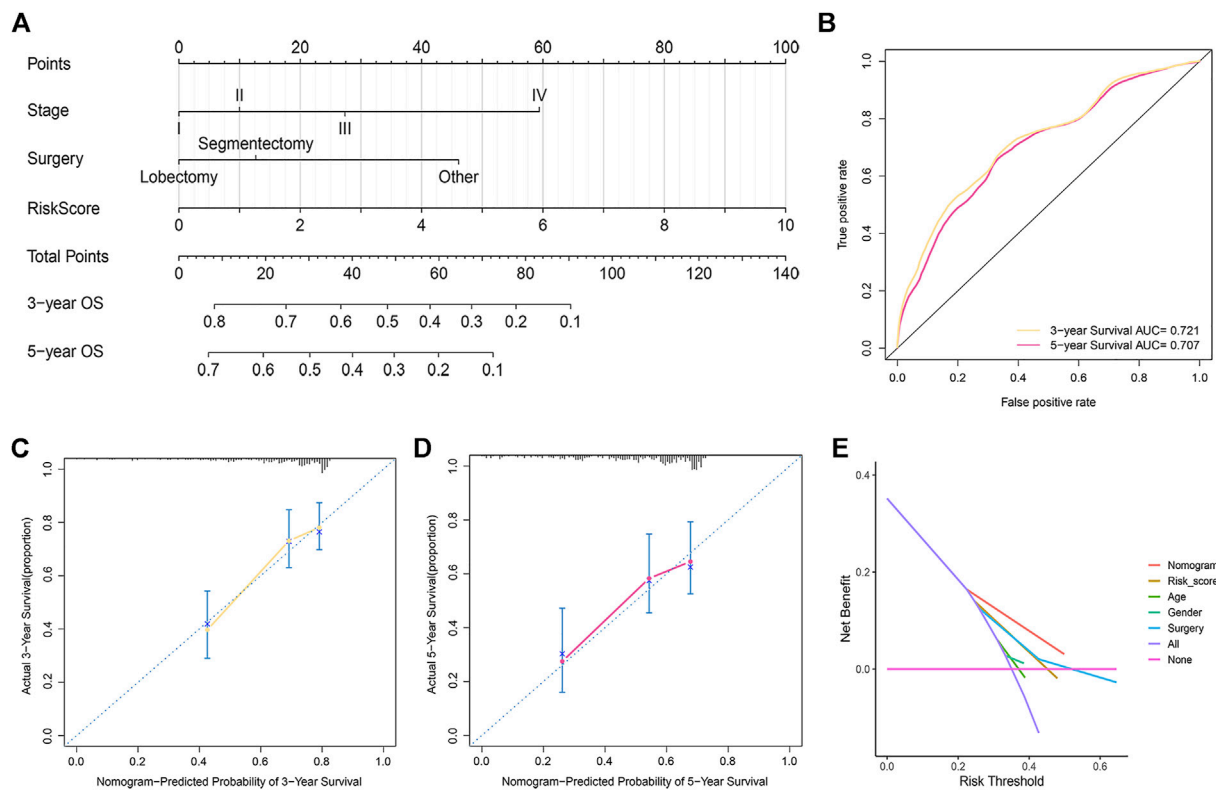 A
0 20 40 60 80 100
Points
II IV
Stage
I III
Segmentectomy
Surgery
Lobectomy Other
RiskScore
0 2 4 6 8 10
Total Points
0 20 40 60 80 100 120 140
3−year OS
0.8 0.7 0.6 0.5 0.4 0.3 0.2 0.1
5−year OS
0.7 0.6 0.5 0.4 0.3 0.2 0.1
B
True positive rate
1.0
0.8
0.6
0.4
0.2
0.0
3−year Survival AUC= 0.721
5−year Survival AUC= 0.707
0.0 0.2 0.4 0.6 0.8 1.0
False positive rate
C
Actual 3−Year Survival(proportion)
1.0
0.8
0.6
0.4
0.2
0.0
0.0 0.2 0.4 0.6 0.8 1.0
Nomogram−Predicted Probability of 3−Year Survival
D
Actual 5−Year Survival(proportion)
1.0
0.8
0.6
0.4
0.2
0.0
0.0 0.2 0.4 0.6 0.8 1.0
Nomogram−Predicted Probability of 5−Year Survival
E
Net Benefit
0.4
0.2
0.0
0.0 0.2 0.4 0.6
Risk Threshold
Nomogram
Risk_score
Age
Gender
Surgery
All
None